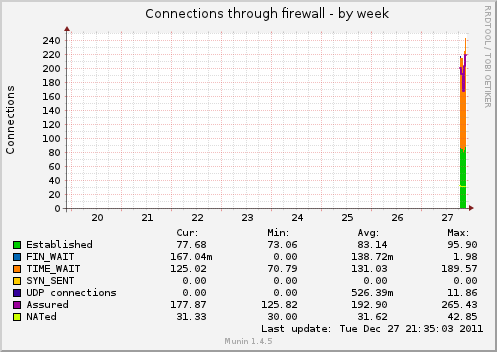 Connections through firewall - by week
RRDTOOL / TOBI OETIKER
Connections
240
220
200
180
160
140
120
100
80
60
40
20
0
20 21 22 23 24 25 26 27
Cur: Min: Avg: Max:
Established 77.68 73.06 83.14 95.90
FIN_WAIT 167.04m 0.00 138.72m 1.98
TIME_WAIT 125.02 70.79 131.03 189.57
SYN_SENT 0.00 0.00 0.00 0.00
UDP connections 0.00 0.00 526.39m 11.86
Assured 177.87 125.82 192.90 265.43
NATed 31.33 30.00 31.62 42.85
Last update: Tue Dec 27 21:35:03 2011
Munin 1.4.5